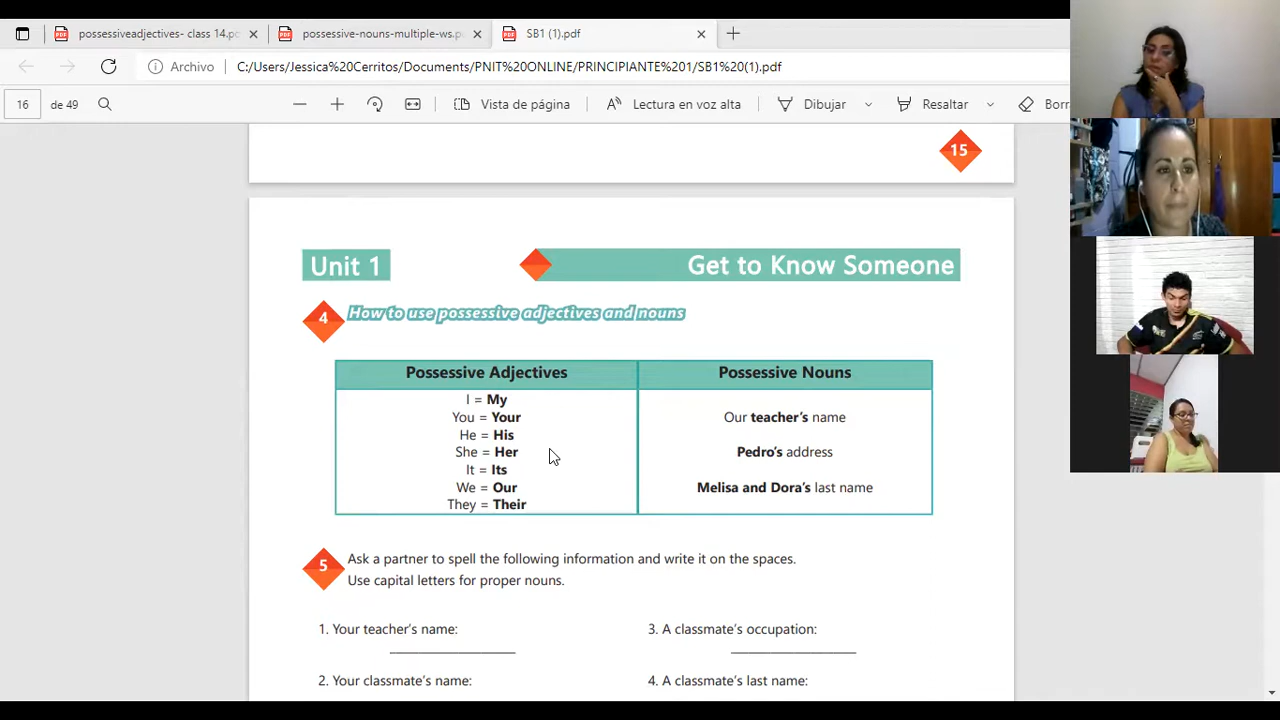 possessiveadjectives- class 14.pc
possessive-nouns-multiple-ws.p
SB1 (1).pdf
Archivo
C:/Users/Jessica%20Cerritos/Documents/PNIT%20ONLINE/PRINCIPIANTE%201/SB1%20(1).pdf
16
de 49
Vista de página
Lectura en voz alta
Dibujar
Resaltar
Borr
15
Unit 1
Get to Know Someone
4
How to use possessive adjectives and nouns
Possessive Adjectives
I = My
You = Your
He = His
She = Her
It = Its
We = Our
They = Their
Possessive Nouns
Our teacher's name
Pedro's address
Melisa and Dora's last name
5
Ask a partner to spell the following information and write it on the spaces.
Use capital letters for proper nouns.
1. Your teacher's name:
3. A classmate's occupation:
2. Your classmate's name:
4. A classmate's last name: